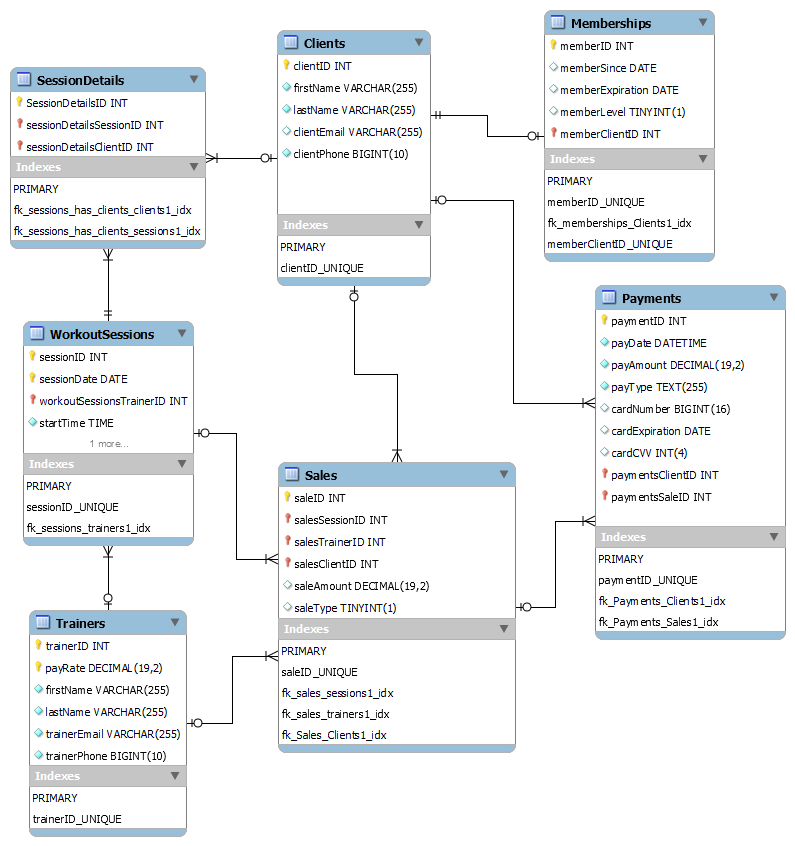 SessionDetails
SessionDetailsID INT
sessionDetailsSessionID INT
sessionDetailsClientID INT
Indexes
PRIMARY
fk_sessions_has_clients_clients1_idx
fk_sessions_has_clients_sessions1_idx
Clients
clientID INT
firstName VARCHAR(255)
lastName VARCHAR(255)
clientEmail VARCHAR(255)
clientPhone BIGINT(10)
Indexes
PRIMARY
clientID_UNIQUE
Memberships
memberID INT
memberSince DATE
memberExpiration DATE
memberLevel TINYINT(1)
memberClientID INT
Indexes
PRIMARY
memberID_UNIQUE
fk_memberships_Clients1_idx
memberClientID_UNIQUE
WorkoutSessions
sessionID INT
sessionDate DATE
workoutSessionsTrainerID INT
startTime TIME
1 more...
Indexes
PRIMARY
sessionID_UNIQUE
fk_sessions_trainers1_idx
Payments
paymentID INT
payDate DATETIME
payAmount DECIMAL(19,2)
payType TEXT(255)
cardNumber BIGINT(16)
cardExpiration DATE
cardCVV INT(4)
paymentsClientID INT
paymentsSaleID INT
Indexes
PRIMARY
paymentID_UNIQUE
fk_Payments_Clients1_idx
fk_Payments_Sales1_idx
Sales
saleID INT
salesSessionID INT
salesTrainerID INT
salesClientID INT
saleAmount DECIMAL(19,2)
saleType TINYINT(1)
Indexes
PRIMARY
saleID_UNIQUE
fk_sales_sessions1_idx
fk_sales_trainers1_idx
fk_Sales_Clients1_idx
Trainers
trainerID INT
payRate DECIMAL(19,2)
firstName VARCHAR(255)
lastName VARCHAR(255)
trainerEmail VARCHAR(255)
trainerPhone BIGINT(10)
Indexes
PRIMARY
trainerID_UNIQUE